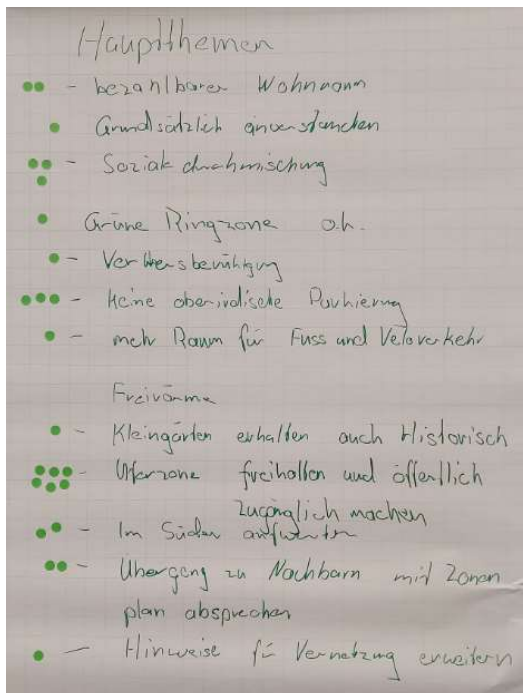 Hauptthemen
- bezahlbarer Wohnraum
Grundsätzlich einverstanden
- Soziale durchmischung
Grüne Ringzone o.k.
- Verkehrsberuhigung
- Keine oberirdische Parkierung
- mehr Raum für Fuss und Veloverkehr
Freiräume
- Kleingärten erhalten auch Historisch
- Uferzone freihalten und öffentlich
zugänglich machen
- Im Süden aufwerten
- Übergang zu Nachbarn mit Zonen
plan absprechen
- Hinweise für Vernetzung erweitern